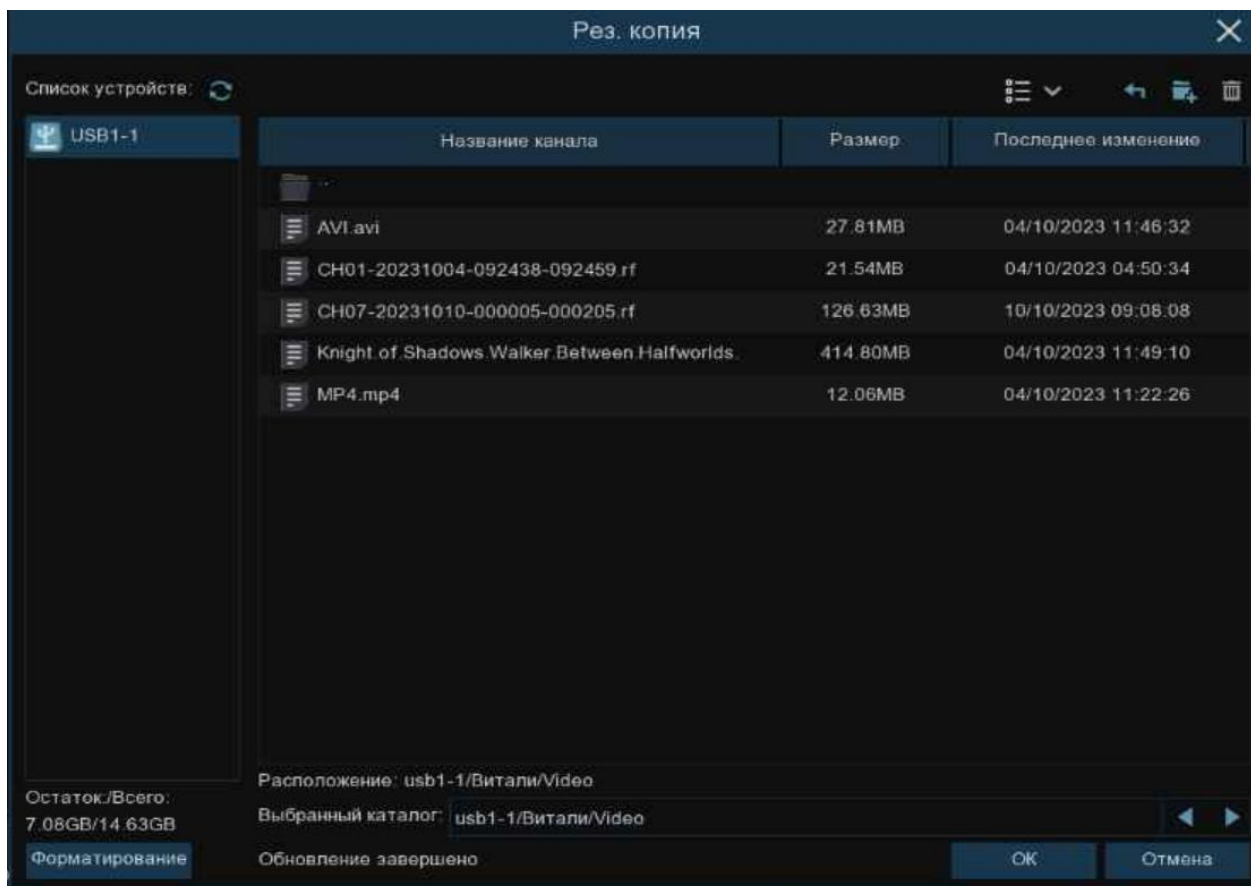 Рез. копия
Список устройств:
USB1-1
Название канала Размер Последнее изменение
..
AVI.avi 27.81MB 04/10/2023 11:46:32
CH01-20231004-092438-092459.rf 21.54MB 04/10/2023 04:50:34
CH07-20231010-000005-000205.rf 126.63MB 10/10/2023 09:08:08
Knight.of.Shadows.Walker.Between.Halfworlds. 414.80MB 04/10/2023 11:49:10
MP4.mp4 12.06MB 04/10/2023 11:22:26
Остаток/Всего:
7.08GB/14.63GB
Форматирование
Расположение: usb1-1/Витали/Video
Выбранный каталог: usb1-1/Витали/Video
Обновление завершено
OK Отмена